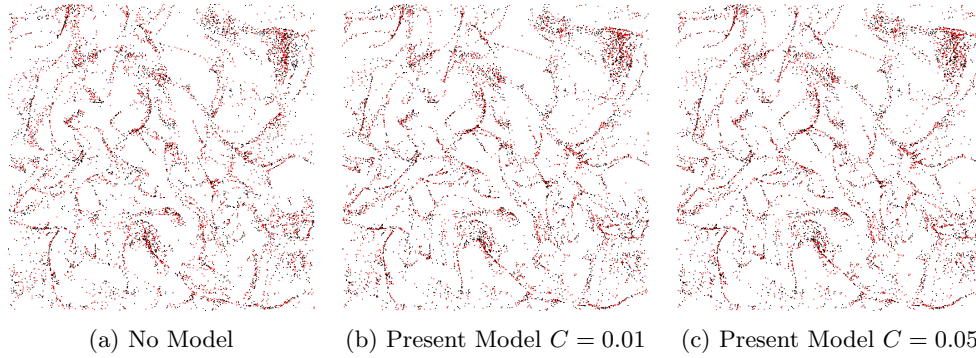 (a) No Model
(b) Present Model C = 0.01
(c) Present Model C = 0.05